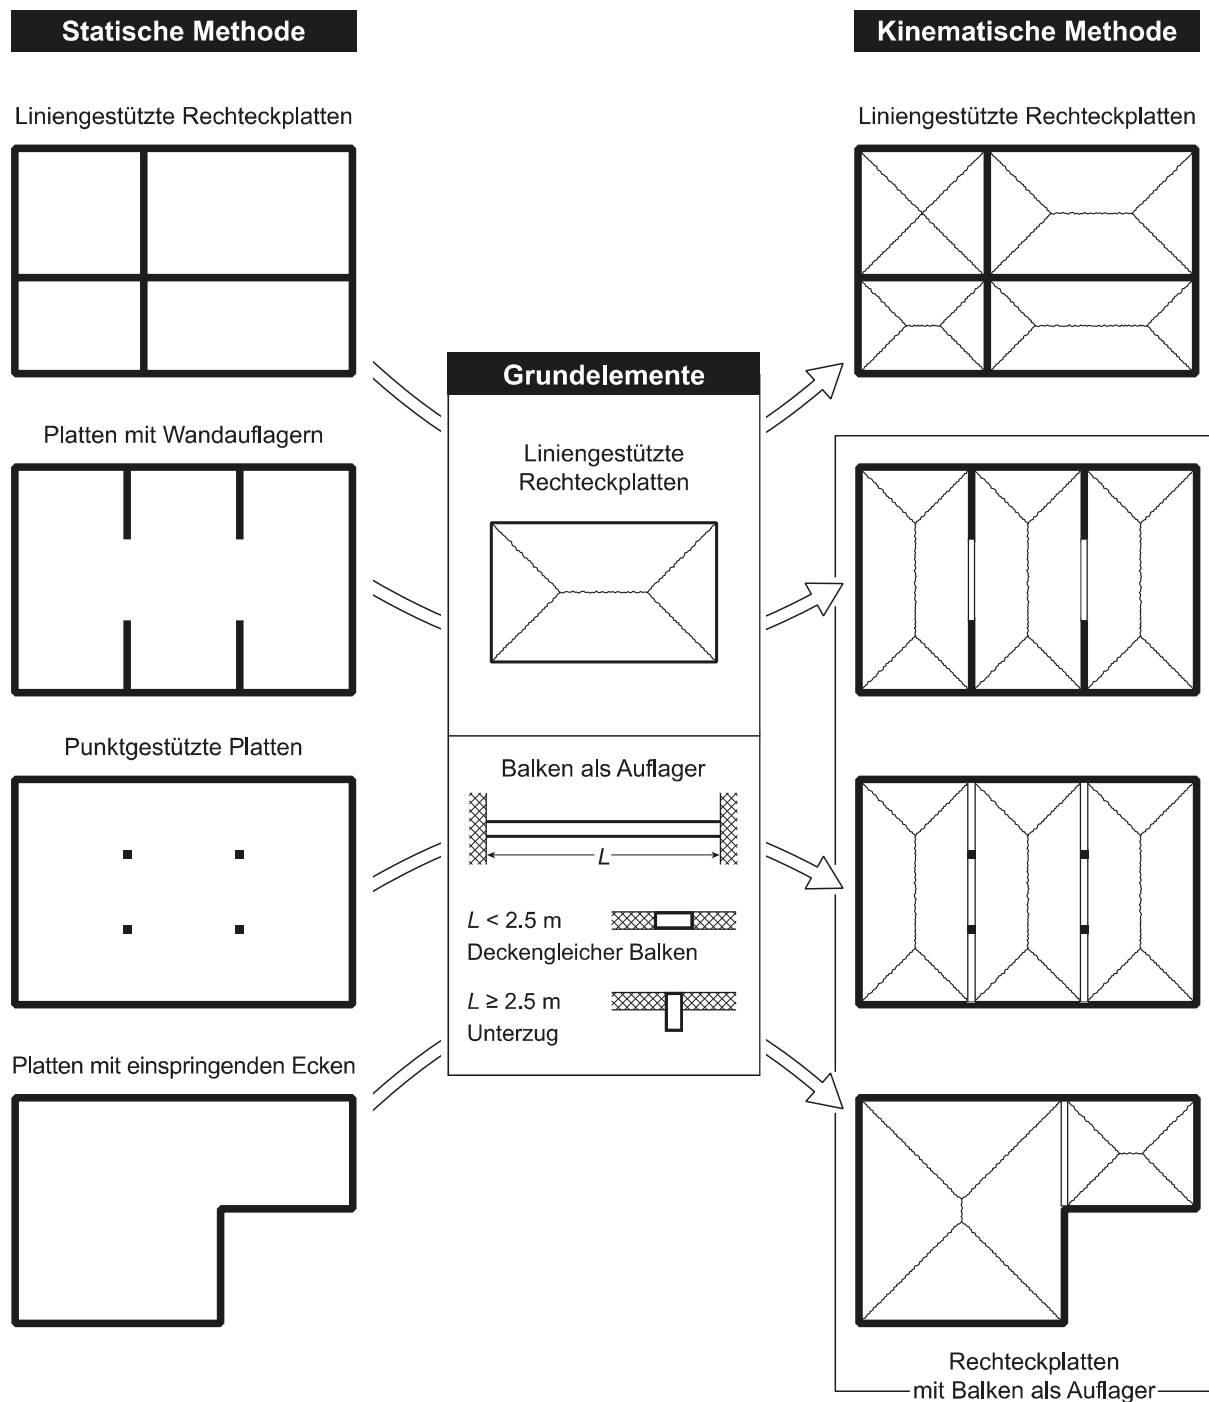 Statische Methode
Kinematische Methode
Liniengestützte Rechteckplatten
Liniengestützte Rechteckplatten
Grundelemente
Platten mit Wandauflagern
Liniengestützte
Rechteckplatten
Punktgestützte Platten
Balken als Auflager
L
L < 2.5 m
Deckengleicher Balken
L ≥ 2.5 m
Unterzug
Platten mit einspringenden Ecken
Rechteckplatten
mit Balken als Auflager